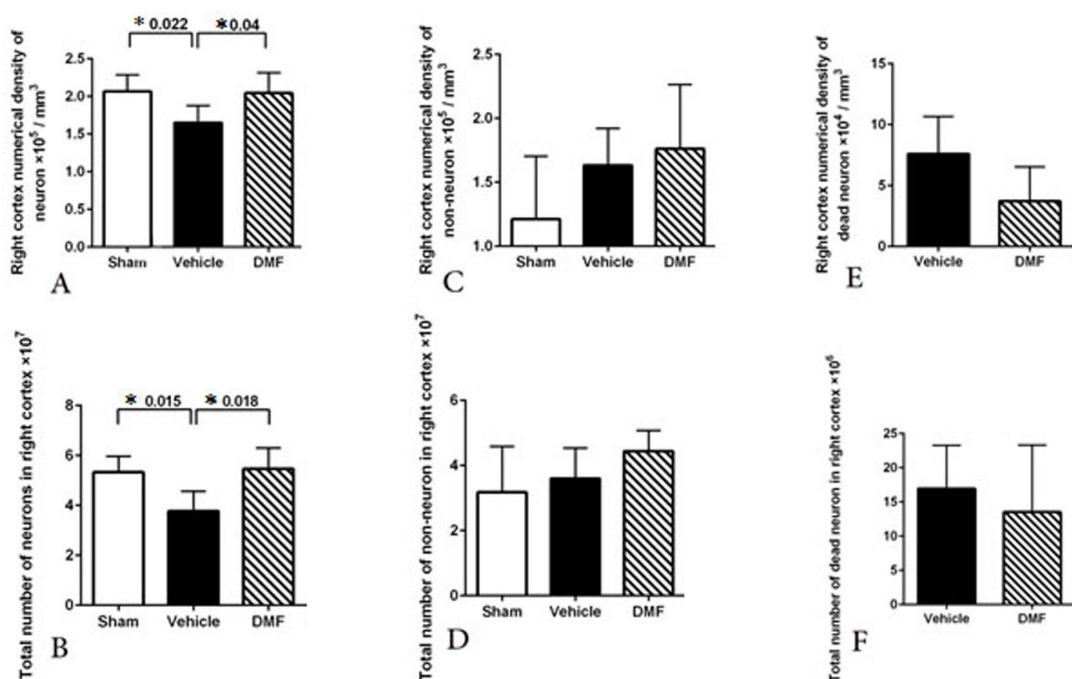 * 0.022 *0.04
Right cortex numerical density of
neuron ×10⁵ / mm³
2.5
2.0
1.5
1.0
0.5
0.0
Sham Vehicle DMF
A
Right cortex numerical density of
non-neuron ×10⁵ / mm³
2.5
2.0
1.5
1.0
Sham Vehicle DMF
C
Right cortex numerical density of
dead neuron ×10⁴ / mm³
15
10
5
0
Vehicle DMF
E
* 0.015 * 0.018
Total number of neurons in right cortex ×10⁷
8
6
4
2
0
Sham Vehicle DMF
B
Total number of non-neuron in right cortex ×10⁷
6
4
2
0
Sham Vehicle DMF
D
Total number of dead neuron in right cortex ×10⁶
25
20
15
10
5
0
Vehicle DMF
F